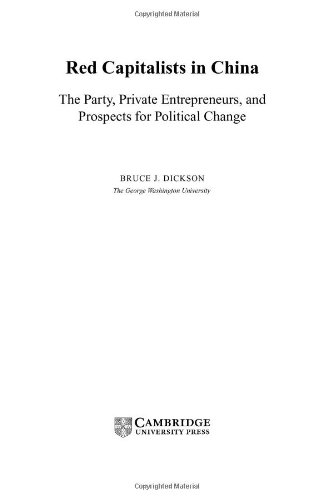 Copyrighted Material
Red Capitalists in China
The Party, Private Entrepreneurs, and
Prospects for Political Change
BRUCE J. DICKSON
The George Washington University
CAMBRIDGE
UNIVERSITY PRESS
Copyrighted Material